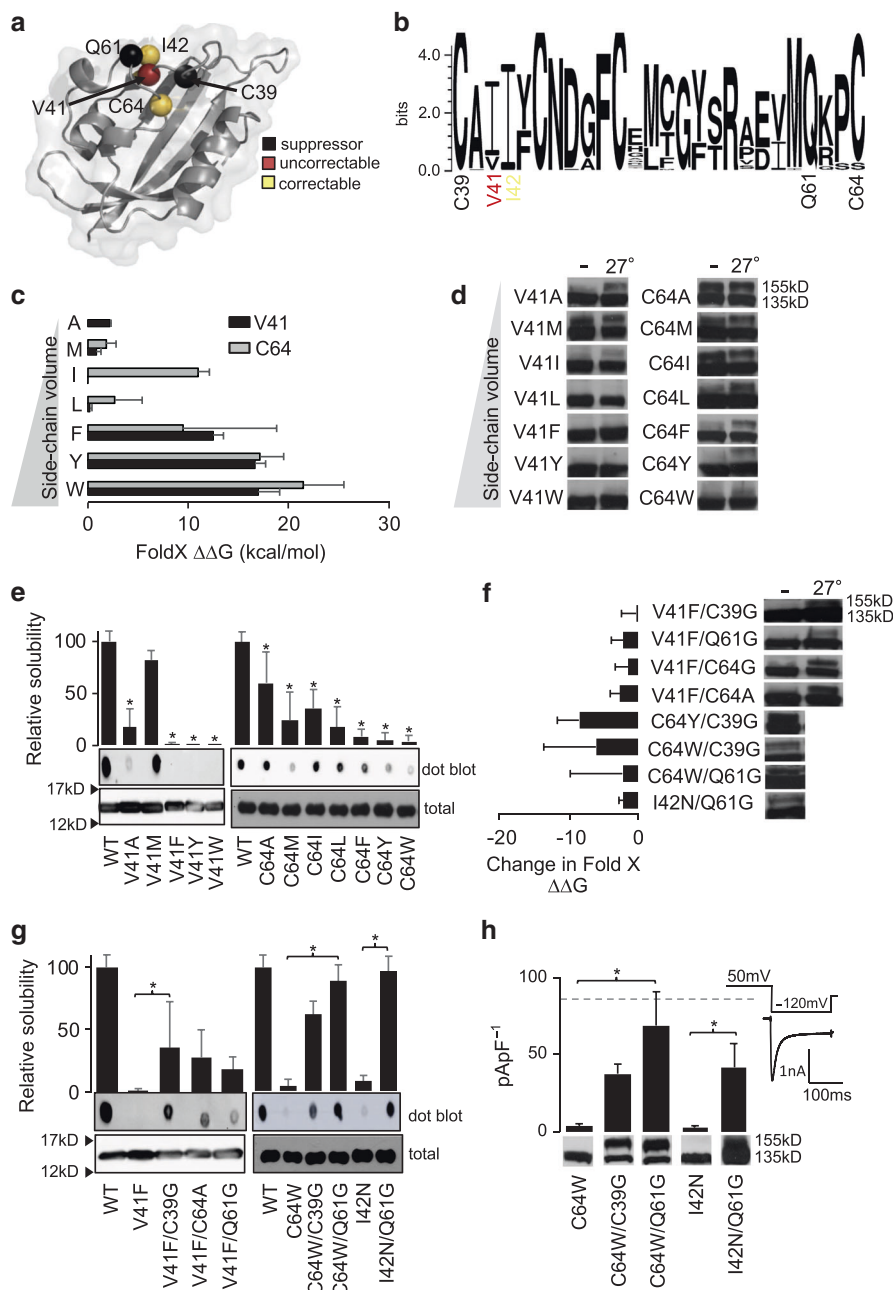 a
Q61
I42
V41
C64
C39
suppressor
uncorrectable
correctable
b
bits
4.0
2.0
0.0
C39
V41
I42
Q61
C64
c
Side-chain volume
A
M
I
L
F
Y
W
V41
C64
0
10
20
30
FoldX ΔΔG (kcal/mol)
d
Side-chain volume
- 27°
- 27°
V41A
C64A
155kD
135kD
V41M
C64M
V41I
C64I
V41L
C64L
V41F
C64F
V41Y
C64Y
V41W
C64W
e
Relative solubility
100
50
0
* * * *
* * * * * * *
dot blot
17kD
total
12kD
WT
V41A
V41M
V41F
V41Y
V41W
WT
C64A
C64M
C64I
C64L
C64F
C64Y
C64W
f
- 27°
V41F/C39G
155kD
135kD
V41F/Q61G
V41F/C64G
V41F/C64A
C64Y/C39G
C64W/C39G
C64W/Q61G
I42N/Q61G
-20
-10
0
Change in Fold X
ΔΔG
g
Relative solubility
100
50
0
*
*
*
dot blot
17kD
total
12kD
WT
V41F
V41F/C39G
V41F/C64A
V41F/Q61G
WT
C64W
C64W/C39G
C64W/Q61G
I42N
I42N/Q61G
h
pApF-1
100
50
0
*
*
50mV
-120mV
1nA
100ms
155kD
135kD
C64W
C64W/C39G
C64W/Q61G
I42N
I42N/Q61G